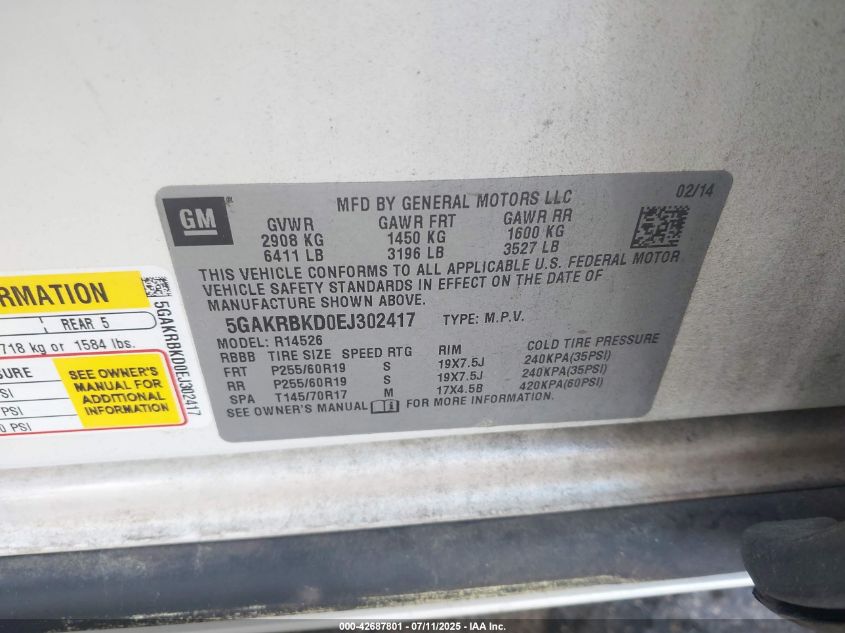 GM
MFD BY GENERAL MOTORS LLC
02/14
GVWR GAWR FRT GAWR RR
2908 KG 1450 KG 1600 KG
6411 LB 3196 LB 3527 LB
THIS VEHICLE CONFORMS TO ALL APPLICABLE U.S. FEDERAL MOTOR
VEHICLE SAFETY STANDARDS IN EFFECT ON THE DATE OF
MANUFACTURE SHOWN ABOVE.
5GAKRBKD0EJ302417 TYPE: M.P.V.
MODEL: R14526
RBBB TIRE SIZE SPEED RTG RIM COLD TIRE PRESSURE
FRT P255/60R19 S 19X7.5J 240KPA(35PSI)
RR P255/60R19 S 19X7.5J 240KPA(35PSI)
SPA T145/70R17 M 17X4.5B 420KPA(60PSI)
SEE OWNER'S MANUAL FOR MORE INFORMATION.
RMATION
REAR 5
718 kg or 1584 lbs.
SURE
SI
PSI
0 PSI
SEE OWNER'S
MANUAL FOR
ADDITIONAL
INFORMATION
5GAKRBKD0EJ302417
000-42687801 - 07/11/2025 - IAA Inc.